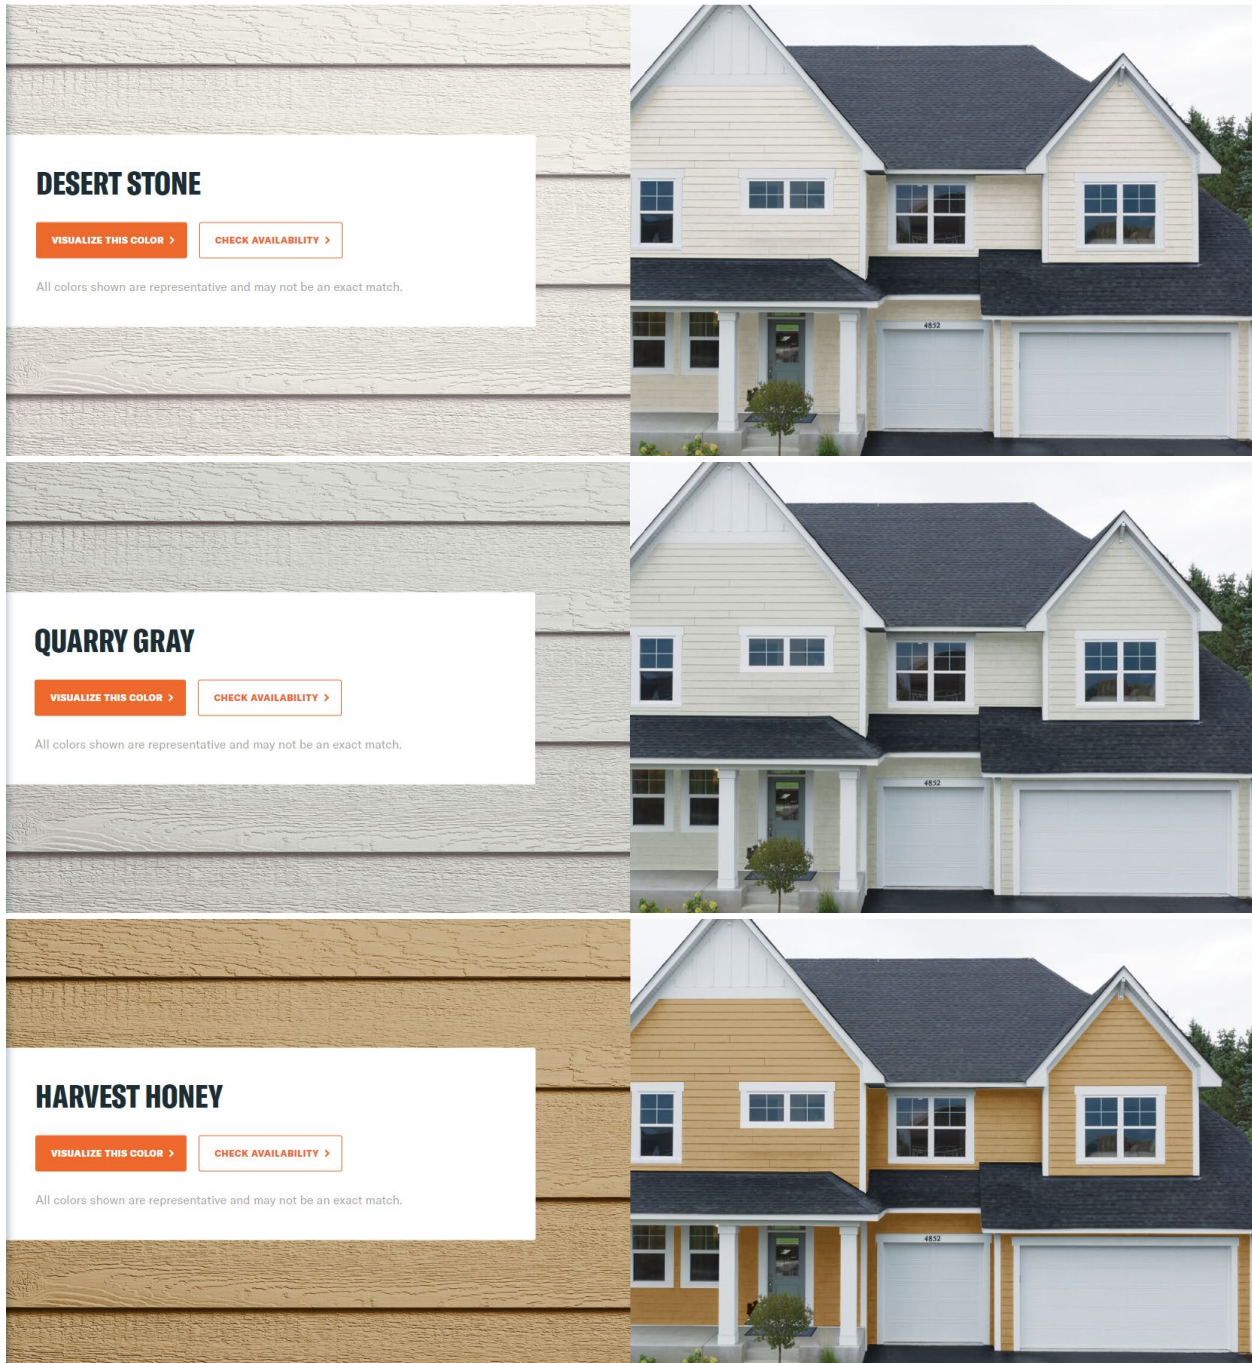 DESERT STONE
VISUALIZE THIS COLOR >
CHECK AVAILABILITY >
All colors shown are representative and may not be an exact match.
4852
QUARRY GRAY
VISUALIZE THIS COLOR >
CHECK AVAILABILITY >
All colors shown are representative and may not be an exact match.
4852
HARVEST HONEY
VISUALIZE THIS COLOR >
CHECK AVAILABILITY >
All colors shown are representative and may not be an exact match.
4852